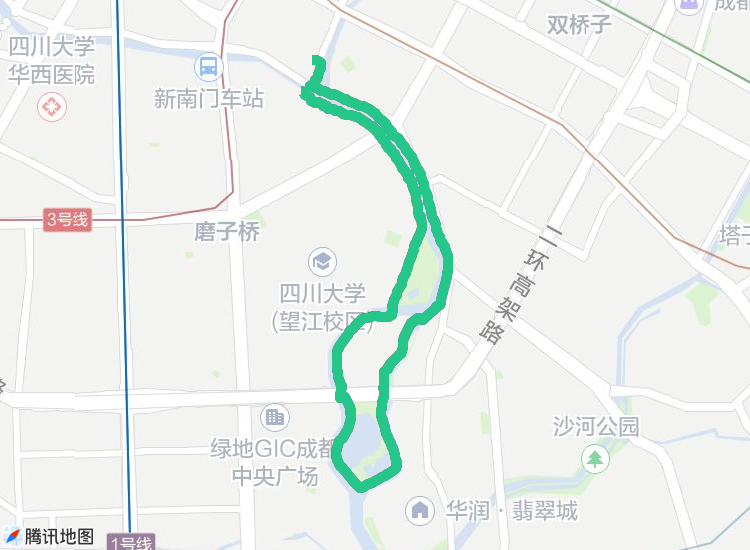 成都
双桥子
四川大学
华西医院
新南门车站
3号线
磨子桥
塔子
二环高架路
四川大学
(望江校区)
路
沙河公园
绿地GIC成都
中央广场
华润·翡翠城
腾讯地图
1号线